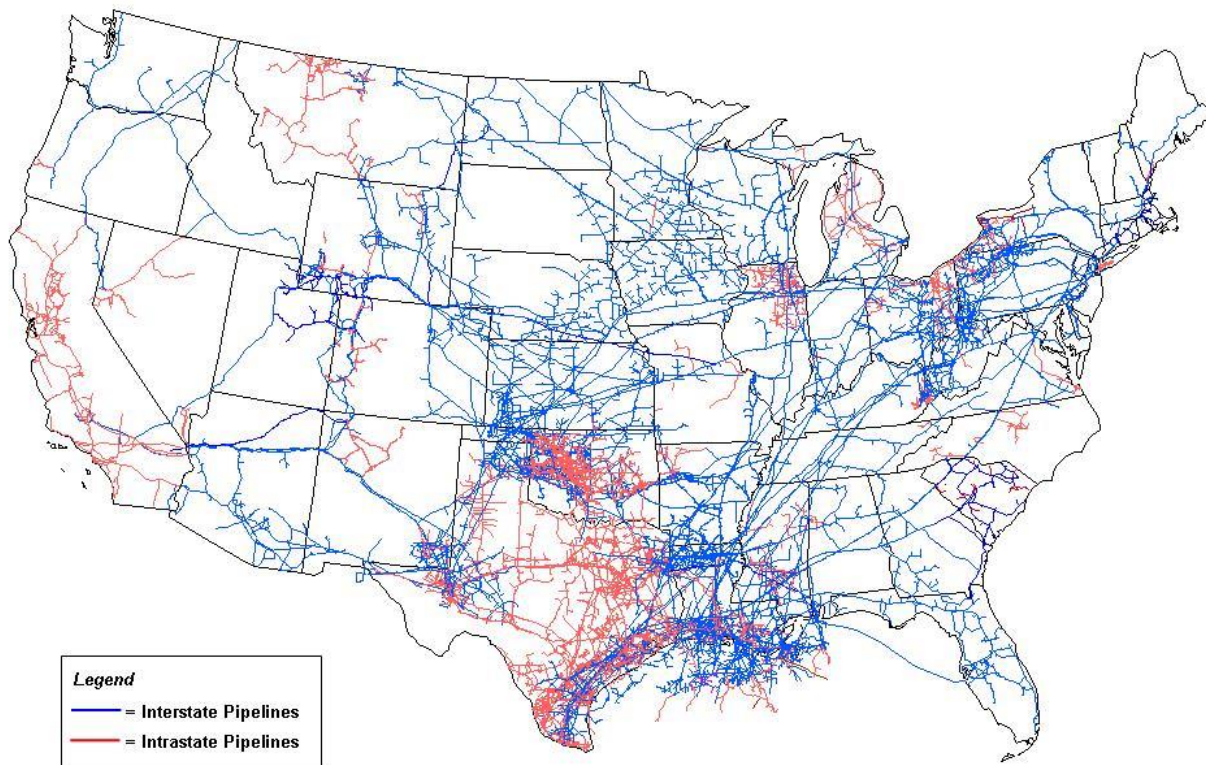 Legend
= Interstate Pipelines
= Intrastate Pipelines